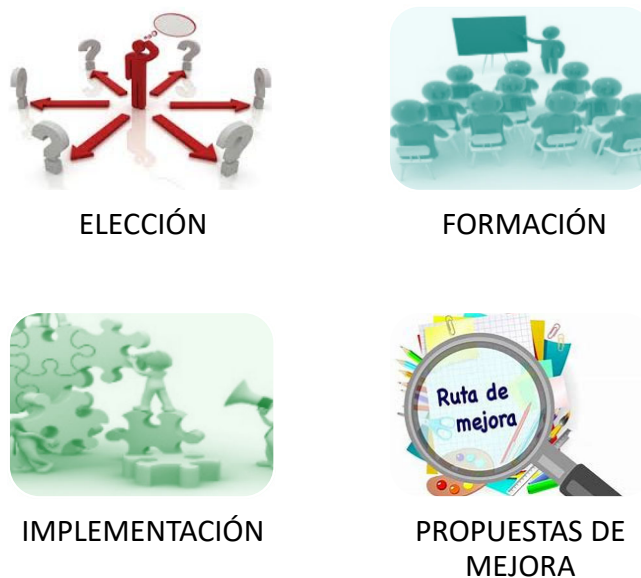 ELECCIÓN
FORMACIÓN
IMPLEMENTACIÓN
Ruta de
mejora
PROPUESTAS DE
MEJORA